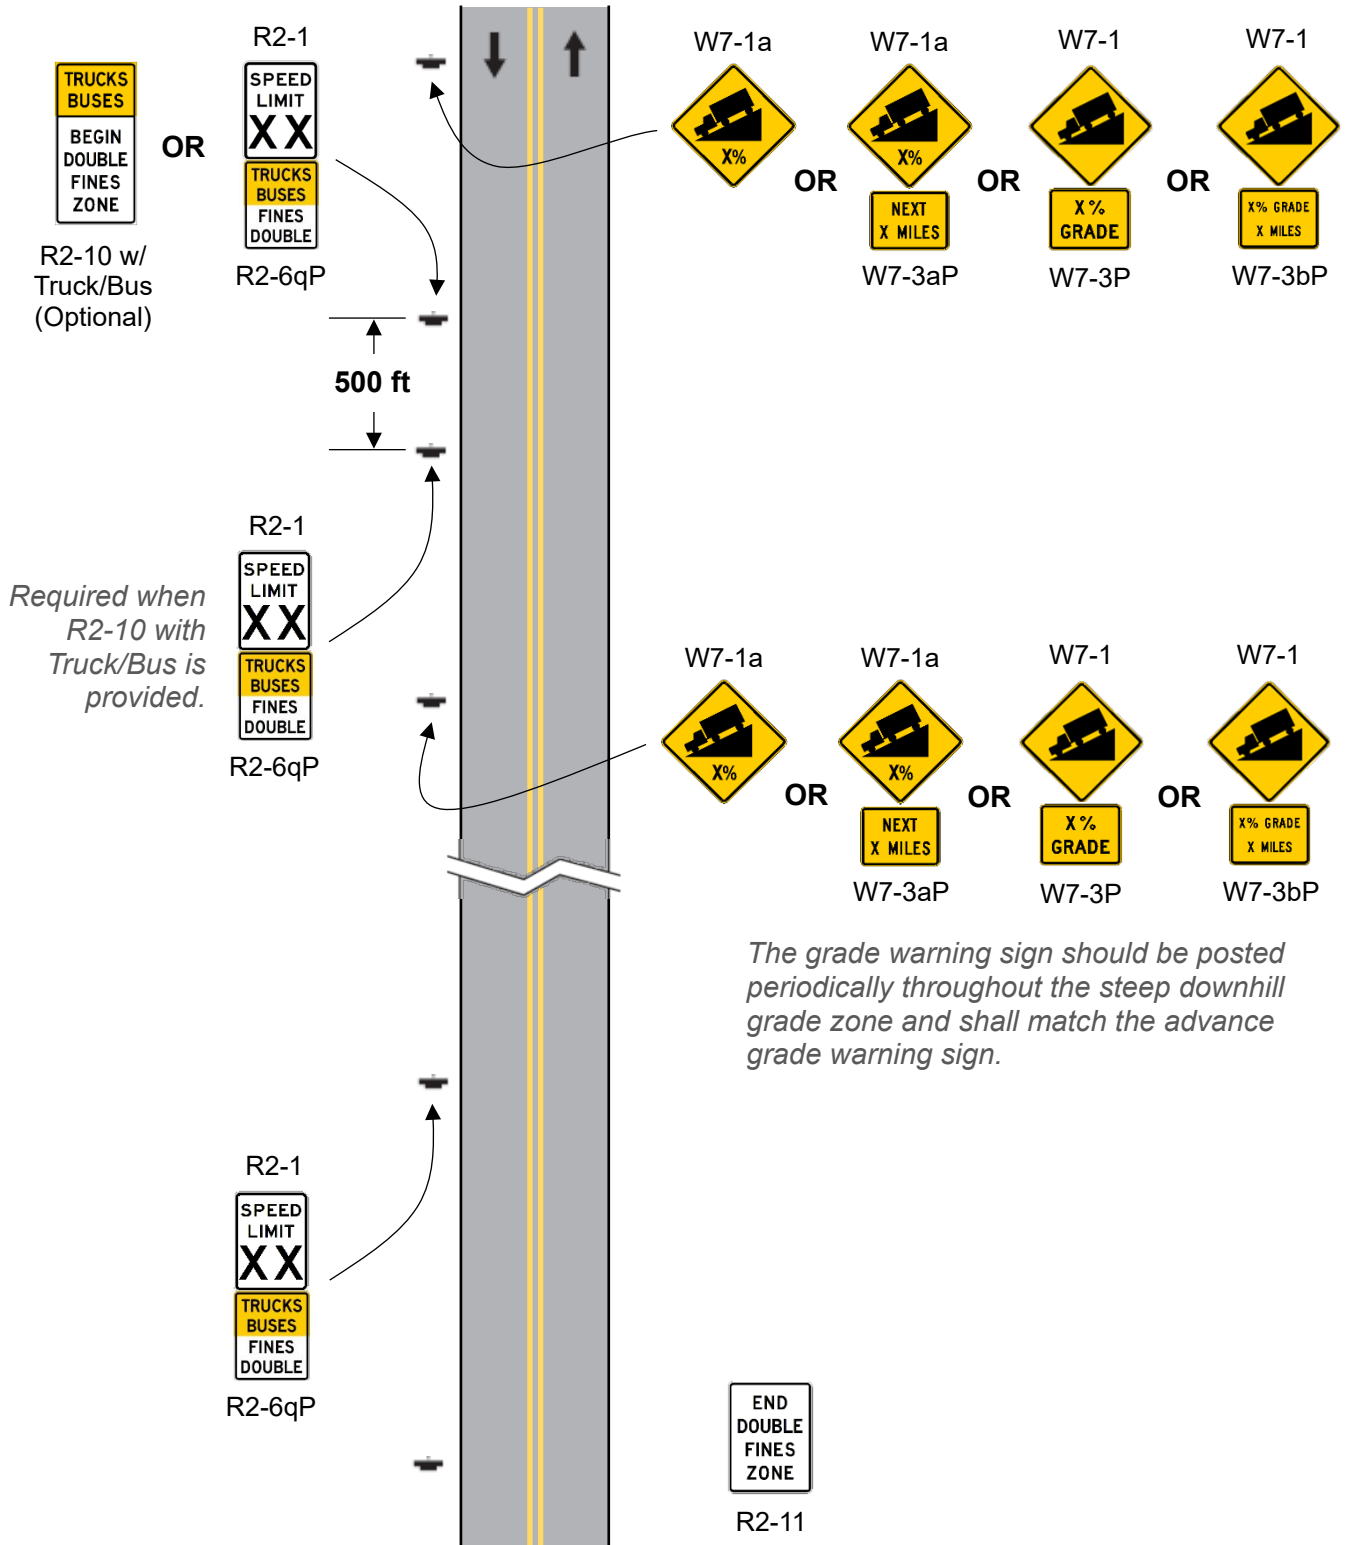 R2-1
W7-1a
W7-1a
W7-1
W7-1
TRUCKS
BUSES
BEGIN
DOUBLE
FINES
ZONE
OR
SPEED
LIMIT
XX
TRUCKS
BUSES
FINES
DOUBLE
X%
OR
X%
NEXT
X MILES
OR
X%
GRADE
OR
X% GRADE
X MILES
R2-10 w/
Truck/Bus
(Optional)
R2-6qP
W7-3aP
W7-3P
W7-3bP
500 ft
R2-1
SPEED
LIMIT
XX
TRUCKS
BUSES
FINES
DOUBLE
R2-6qP
Required when
R2-10 with
Truck/Bus is
provided.
W7-1a
W7-1a
W7-1
W7-1
X%
OR
X%
NEXT
X MILES
OR
X%
GRADE
OR
X% GRADE
X MILES
W7-3aP
W7-3P
W7-3bP
The grade warning sign should be posted
periodically throughout the steep downhill
grade zone and shall match the advance
grade warning sign.
R2-1
SPEED
LIMIT
XX
TRUCKS
BUSES
FINES
DOUBLE
R2-6qP
END
DOUBLE
FINES
ZONE
R2-11